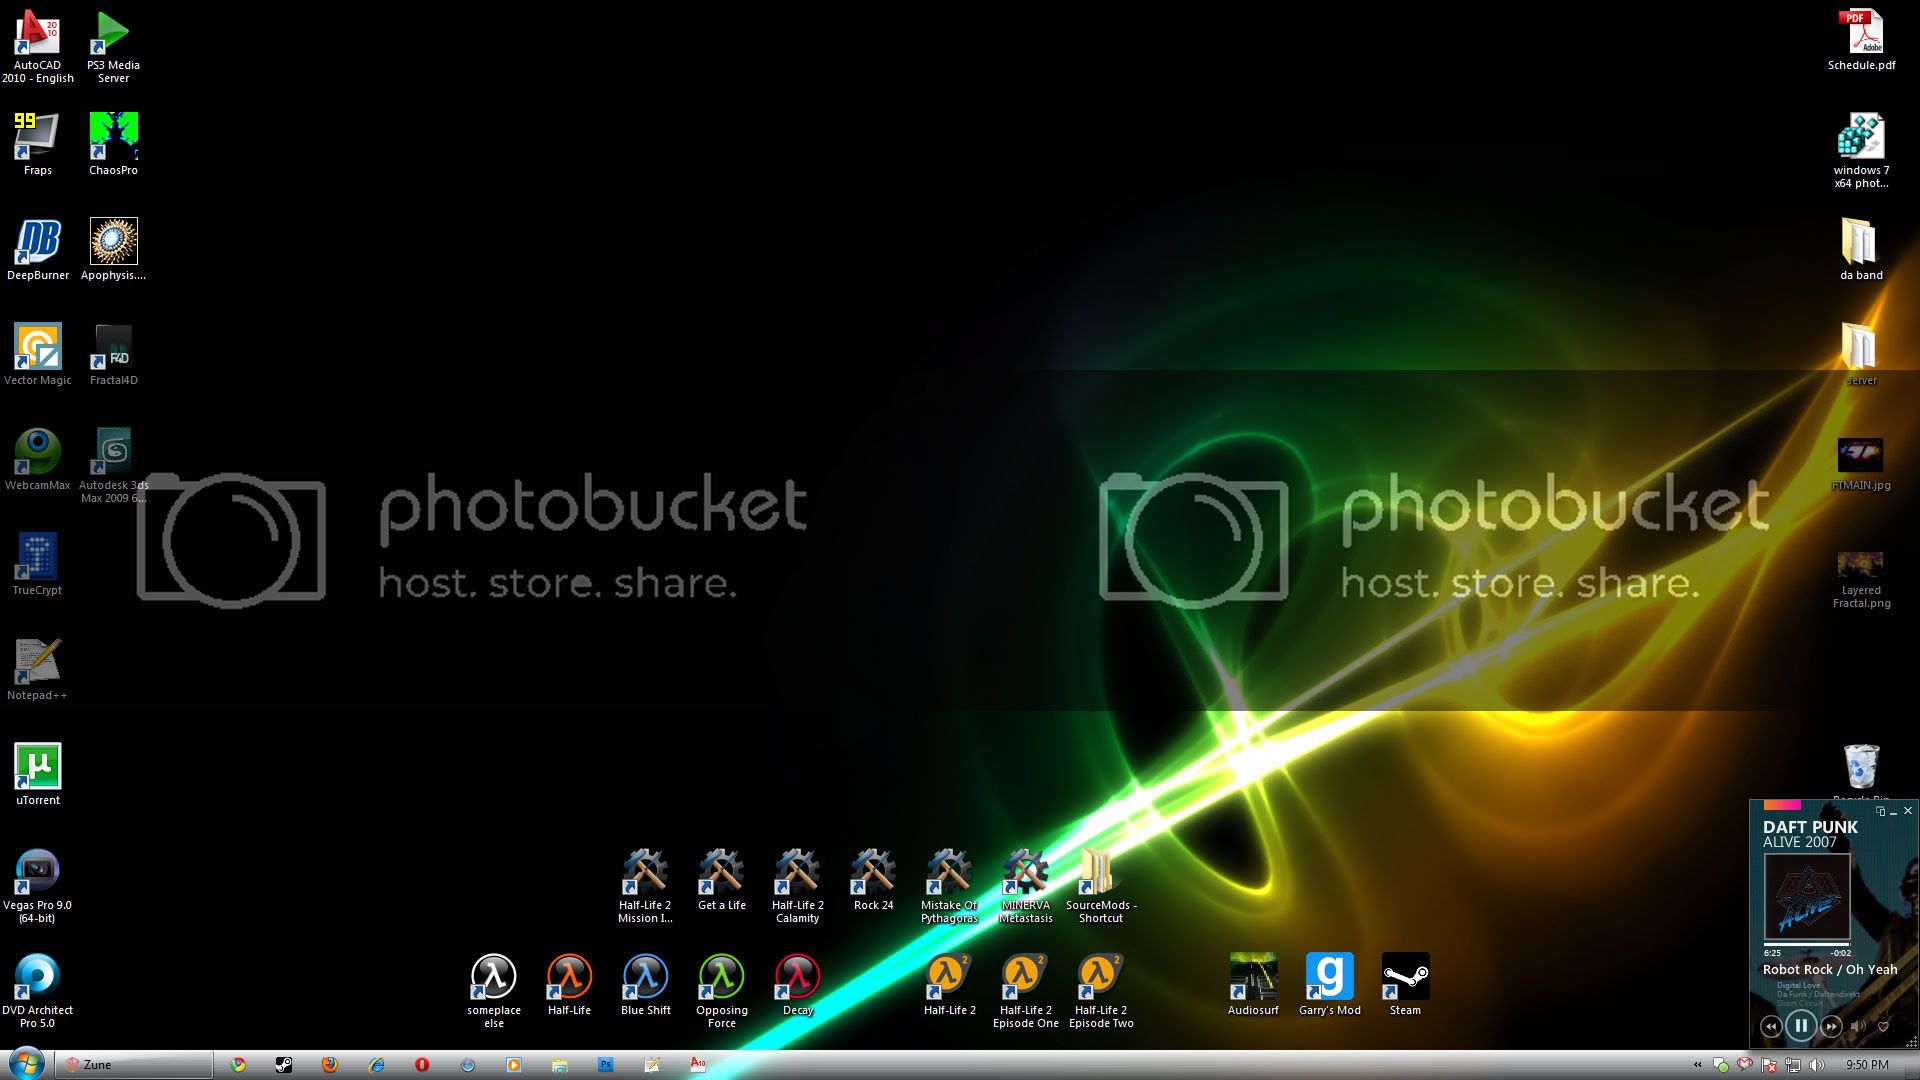 AutoCAD
2010 - English
PS3 Media
Server
Schedule.pdf
99
Fraps
ChaosPro
windows 7
x64 phot...
DeepBurner
Apophysis....
da band
Vector Magic
F4D
Fractal4D
server
WebcamMax
Autodesk 3ds
Max 2009 6...
photobucket
host. store. share.
photobucket
host. store. share.
FTMAIN.jpg
TrueCrypt
Layered
Fractal.png
Notepad++
uTorrent
Recycle Bin
Vegas Pro 9.0
(64-bit)
Half-Life 2
Mission I...
Get a Life
Half-Life 2
Calamity
Rock 24
Mistake Of
Pythagoras
MINERVA
Metastasis
SourceMods -
Shortcut
DVD Architect
Pro 5.0
someplace
else
Half-Life
Blue Shift
Opposing
Force
Decay
Half-Life 2
Half-Life 2
Episode One
Half-Life 2
Episode Two
Audiosurf
Garry's Mod
Steam
DAFT PUNK
ALIVE 2007
ALIVE
6:25
-0:02
Robot Rock / Oh Yeah
Digital Love
Da Funk / Daftendirekt
Short Circuit
Zune
Ps
9:50 PM